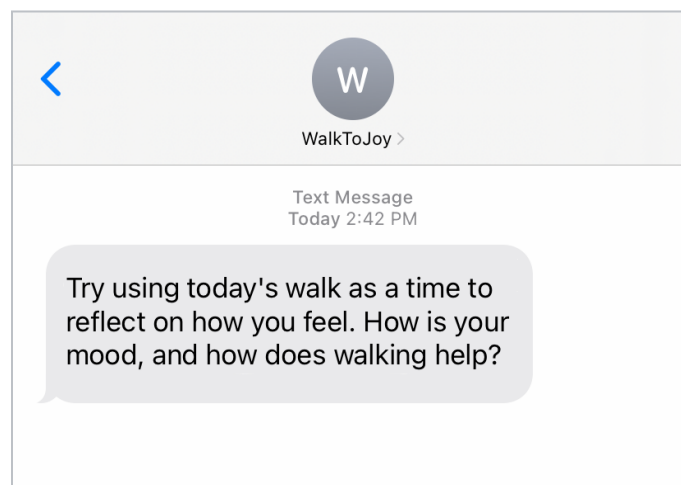 W
WalkToJoy
Text Message
Today 2:42 PM
Try using today's walk as a time to
reflect on how you feel. How is your
mood, and how does walking help?